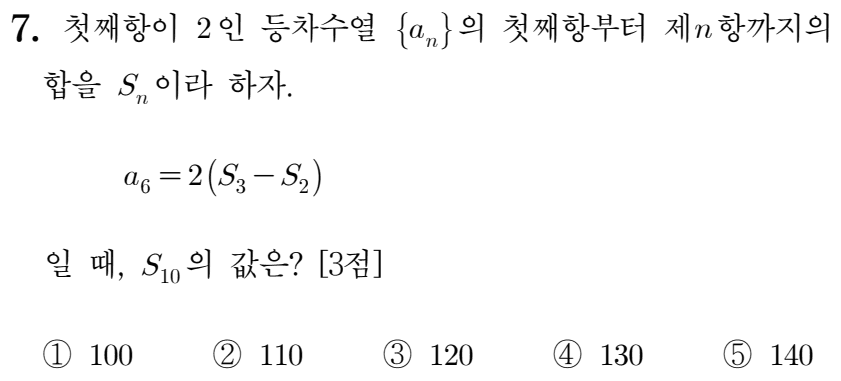 7. 첫째항이 2인 등차수열 {aₙ}의 첫째항부터 제n항까지의
합을 Sₙ이라 하자.
a₆ = 2(S₃ − S₂)
일 때, S₁₀의 값은? [3점]
① 100 ② 110 ③ 120 ④ 130 ⑤ 140